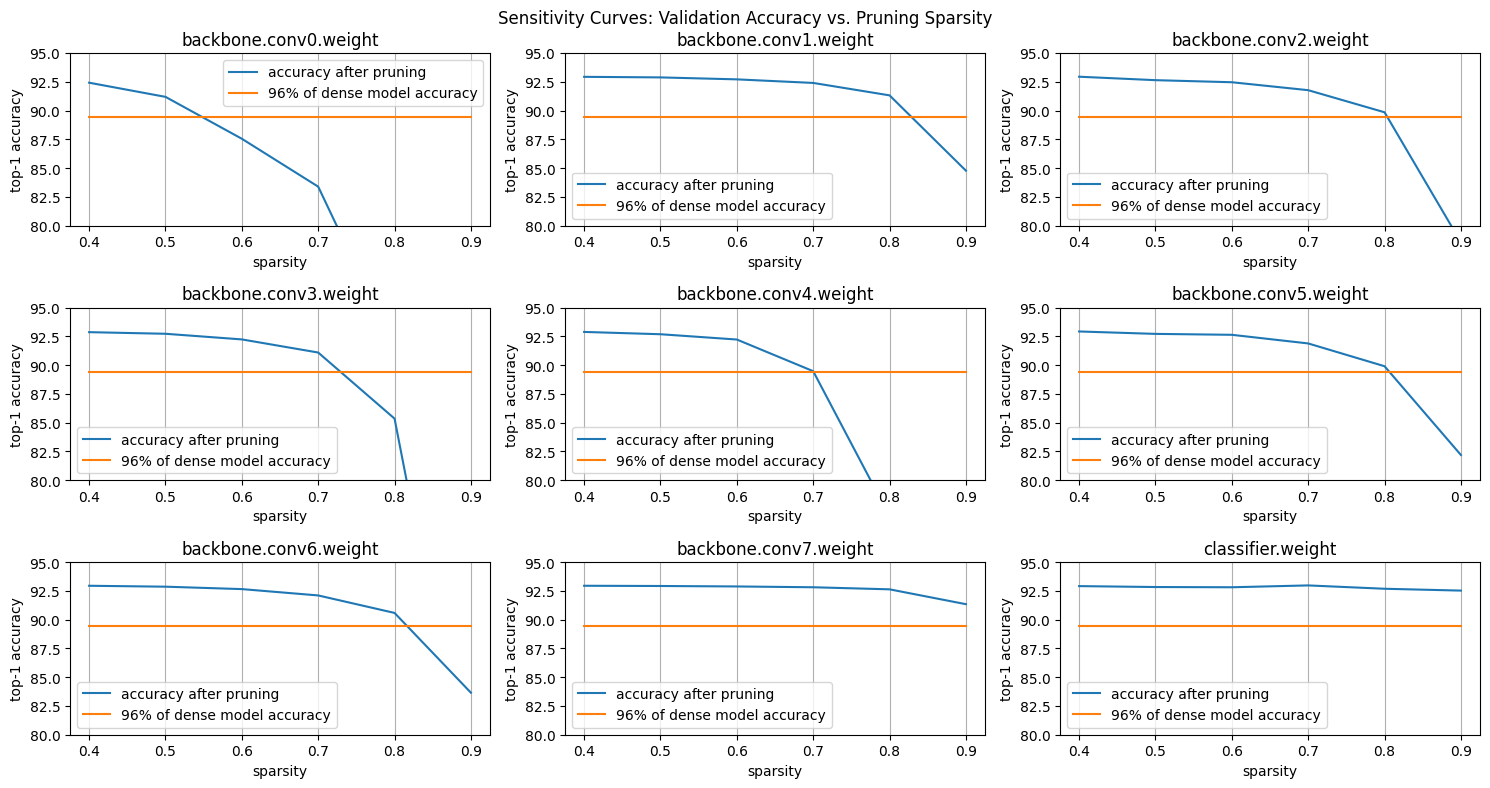 Sensitivity Curves: Validation Accuracy vs. Pruning Sparsity
backbone.conv0.weight
95.0
92.5
90.0
87.5
85.0
82.5
80.0
top-1 accuracy
accuracy after pruning
96% of dense model accuracy
0.4 0.5 0.6 0.7 0.8 0.9
sparsity
backbone.conv1.weight
95.0
92.5
90.0
87.5
85.0
82.5
80.0
top-1 accuracy
accuracy after pruning
96% of dense model accuracy
0.4 0.5 0.6 0.7 0.8 0.9
sparsity
backbone.conv2.weight
95.0
92.5
90.0
87.5
85.0
82.5
80.0
top-1 accuracy
accuracy after pruning
96% of dense model accuracy
0.4 0.5 0.6 0.7 0.8 0.9
sparsity
backbone.conv3.weight
95.0
92.5
90.0
87.5
85.0
82.5
80.0
top-1 accuracy
accuracy after pruning
96% of dense model accuracy
0.4 0.5 0.6 0.7 0.8 0.9
sparsity
backbone.conv4.weight
95.0
92.5
90.0
87.5
85.0
82.5
80.0
top-1 accuracy
accuracy after pruning
96% of dense model accuracy
0.4 0.5 0.6 0.7 0.8 0.9
sparsity
backbone.conv5.weight
95.0
92.5
90.0
87.5
85.0
82.5
80.0
top-1 accuracy
accuracy after pruning
96% of dense model accuracy
0.4 0.5 0.6 0.7 0.8 0.9
sparsity
backbone.conv6.weight
95.0
92.5
90.0
87.5
85.0
82.5
80.0
top-1 accuracy
accuracy after pruning
96% of dense model accuracy
0.4 0.5 0.6 0.7 0.8 0.9
sparsity
backbone.conv7.weight
95.0
92.5
90.0
87.5
85.0
82.5
80.0
top-1 accuracy
accuracy after pruning
96% of dense model accuracy
0.4 0.5 0.6 0.7 0.8 0.9
sparsity
classifier.weight
95.0
92.5
90.0
87.5
85.0
82.5
80.0
top-1 accuracy
accuracy after pruning
96% of dense model accuracy
0.4 0.5 0.6 0.7 0.8 0.9
sparsity